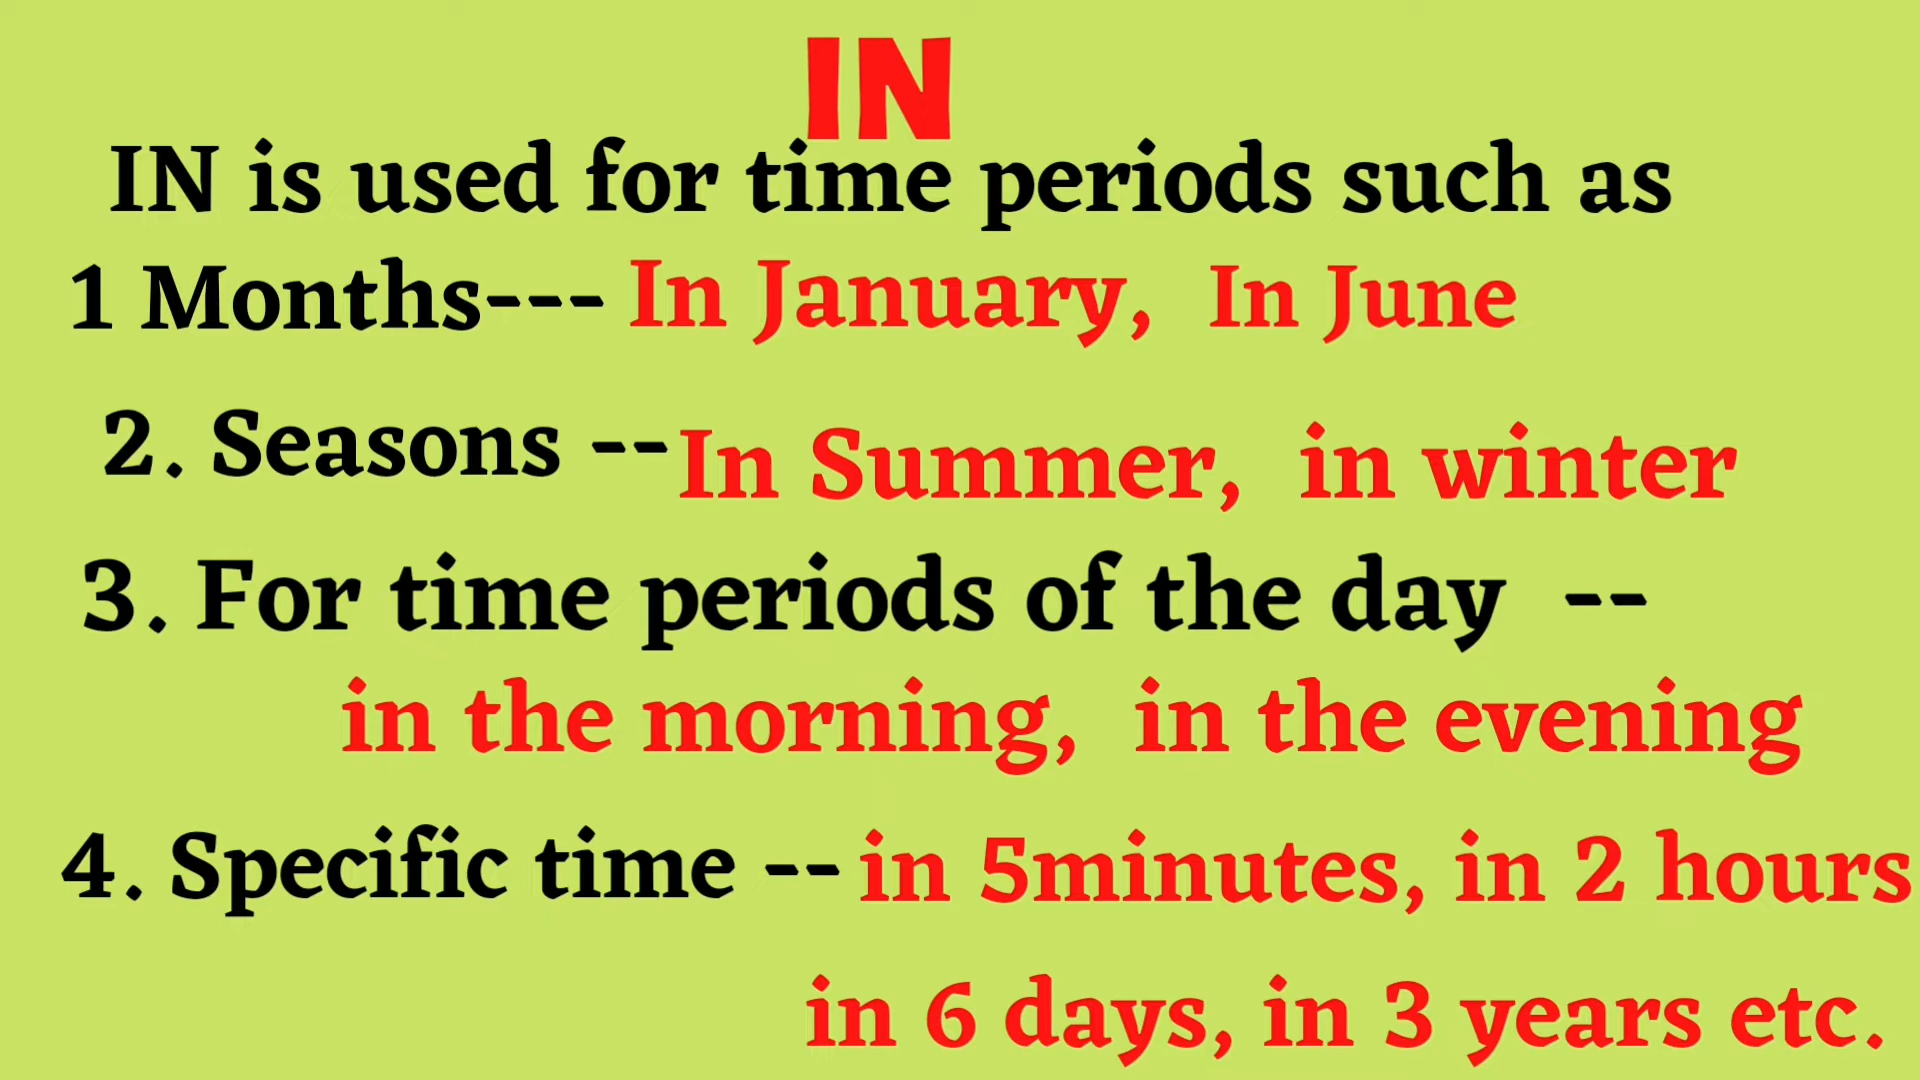 IN
IN is used for time periods such as
1 Months--- In January, In June
2. Seasons -- In Summer, in winter
3. For time periods of the day --
in the morning, in the evening
4. Specific time -- in 5minutes, in 2 hours
in 6 days, in 3 years etc.